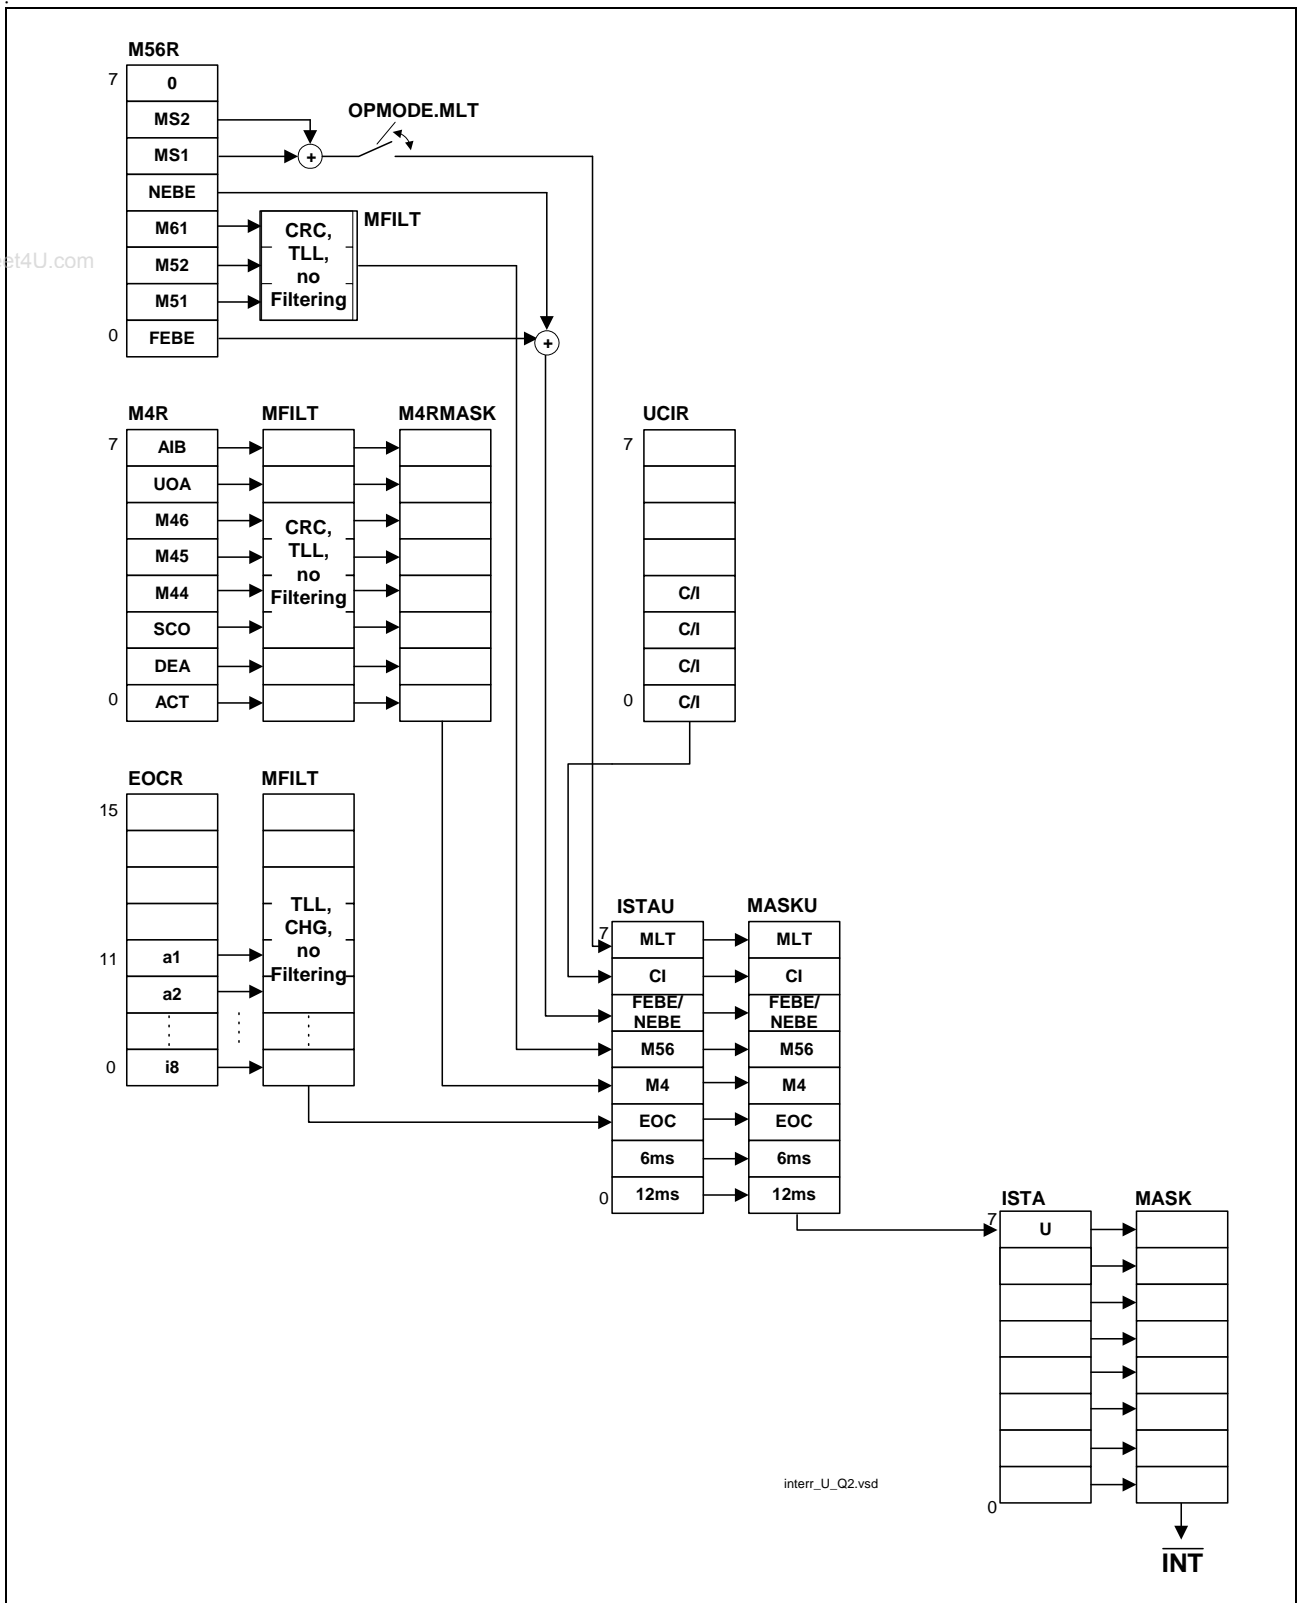 M56R
7
0
MS2
OPMODE.MLT
MS1
+
NEBE
M61
CRC,
TLL,
no
Filtering
MFILT
et4U.com
M52
M51
0
FEBE
+
M4R
MFILT
M4RMASK
UCIR
7
AIB
UOA
M46
M45
M44
SCO
DEA
0
ACT
CRC,
TLL,
no
Filtering
7
C/I
C/I
C/I
0
C/I
EOCR
MFILT
15
11
a1
a2
0
i8
TLL,
CHG,
no
Filtering
ISTAU
MASKU
7
MLT
MLT
CI
CI
FEBE/
NEBE
FEBE/
NEBE
M56
M56
M4
M4
EOC
EOC
6ms
6ms
0
12ms
12ms
ISTA
MASK
7
U
0
interr_U_Q2.vsd
INT